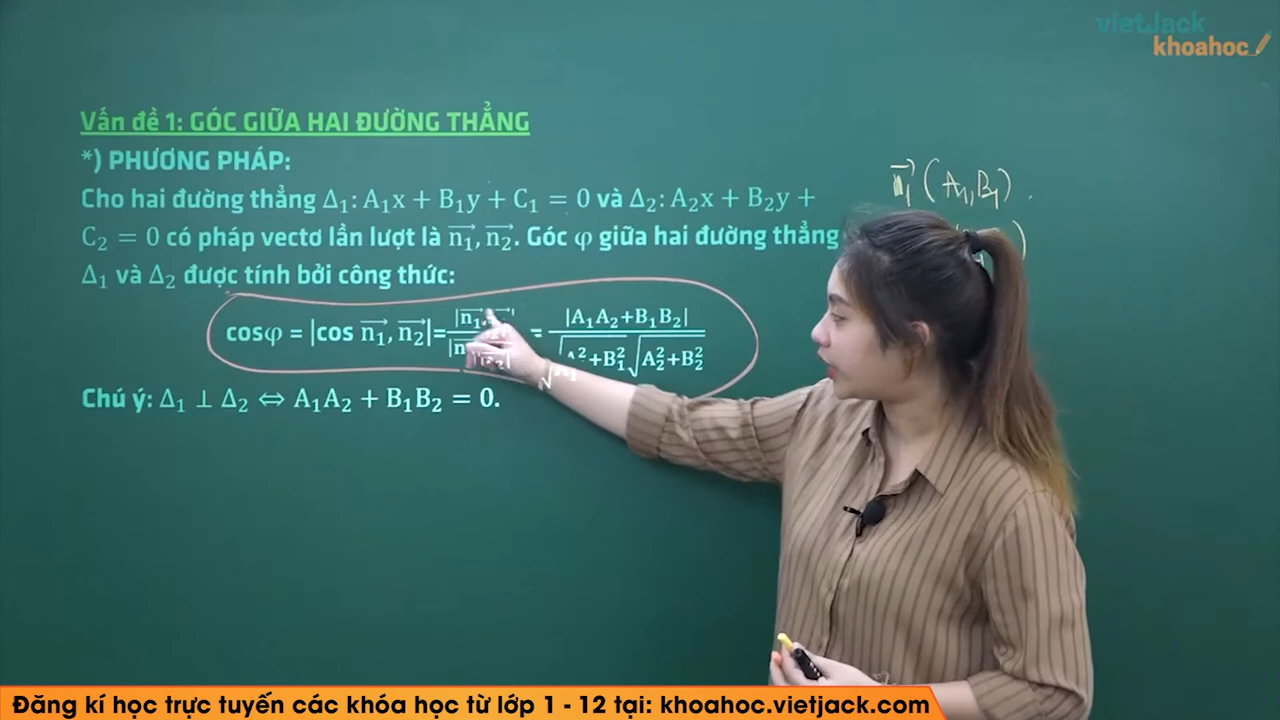 vietJack
khoahoc
Vấn đề 1: GÓC GIỮA HAI ĐƯỜNG THẲNG
*) PHƯƠNG PHÁP:
Cho hai đường thẳng Δ₁: A₁x + B₁y + C₁ = 0 và Δ₂: A₂x + B₂y +
C₂ = 0 có pháp vectơ lần lượt là n₁⃗, n₂⃗. Góc φ giữa hai đường thẳng
Δ₁ và Δ₂ được tính bởi công thức:
cosφ = |cos n₁⃗, n₂⃗| = = |A₁A₂+B₁B₂| / √A₁²+B₁² √A₂²+B₂²
Chú ý: Δ₁ ⊥ Δ₂ ⇔ A₁A₂ + B₁B₂ = 0.
n₁⃗ (A₁, B₁).
Đăng kí học trực tuyến các khóa học từ lớp 1 - 12 tại: khoahoc.vietjack.com